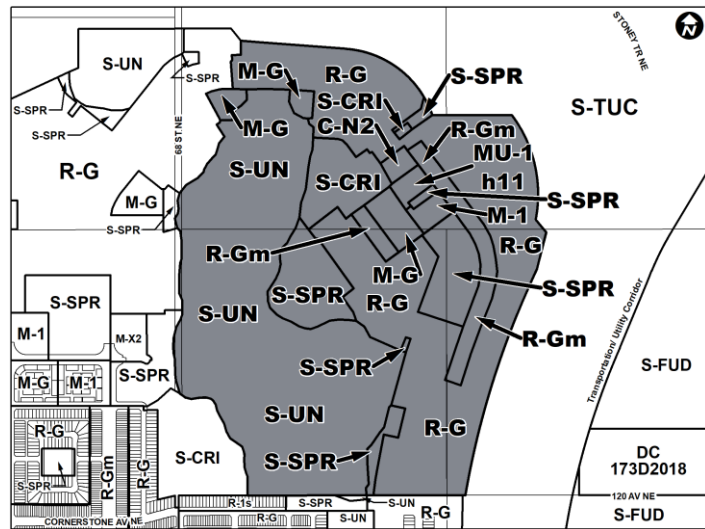 STONEY TR NE
N
S-UN
M-G
R-G
S-SPR
S-SPR
S-SPR
S-SPR
S-TUC
S-CRI
C-N2
R-Gm
M-G
MU-1
h11
68 ST NE
S-UN
R-G
S-CRI
S-SPR
M-G
M-1
S-SPR
R-G
R-Gm
M-G
S-SPR
R-G
S-SPR
S-UN
S-SPR
M-1
M-X2
R-Gm
Transportation/ Utility Corridor
S-FUD
M-G
M-1
S-SPR
S-SPR
S-UN
R-G
R-G
R-Gm
R-G
S-CRI
S-SPR
DC
173D2018
S-SPR
120 AV NE
R-1s
S-SPR
S-UN
CORNERSTONE AV NE
R-G
S-UN
R-G
S-FUD